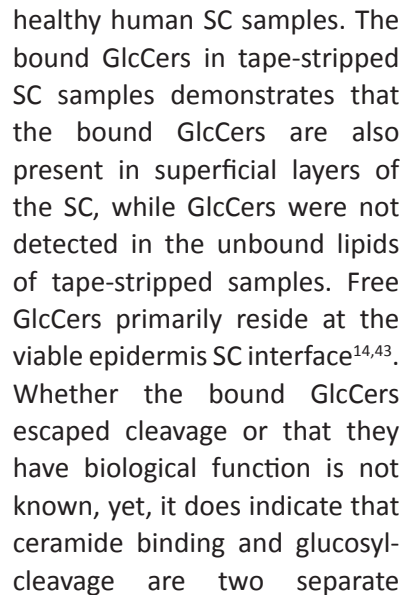 healthy human SC samples. The
bound GlcCers in tape-stripped
SC samples demonstrates that
the bound GlcCers are also
present in superficial layers of
the SC, while GlcCers were not
detected in the unbound lipids
of tape-stripped samples. Free
GlcCers primarily reside at the
viable epidermis SC interface14,43.
Whether the bound GlcCers
escaped cleavage or that they
have biological function is not
known, yet, it does indicate that
ceramide binding and glucosyl-
cleavage are two separate